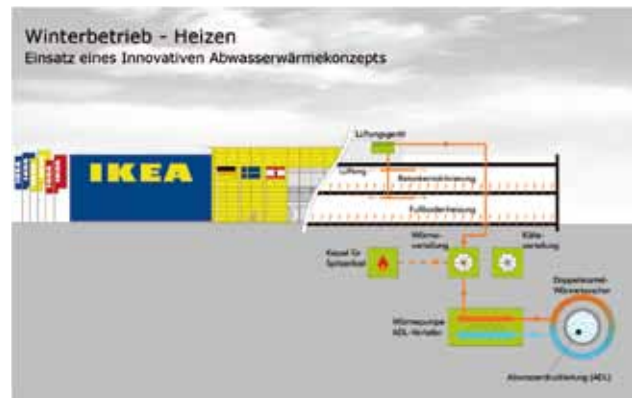 Winterbetrieb - Heizen
Einsatz eines Innovativen Abwasserwärmekonzepts
IKEA
Lüftungsgerät
Lüftung
Betonkernaktivierung
Fußbodenheizung
Wärme-
verteilung
Kälte-
verteilung
Kessel für
Spitzenlast
Doppelmantel-
Wärmetauscher
Wärmepumpe
ADL-Verteiler
Abwasserdruckleitung (ADL)